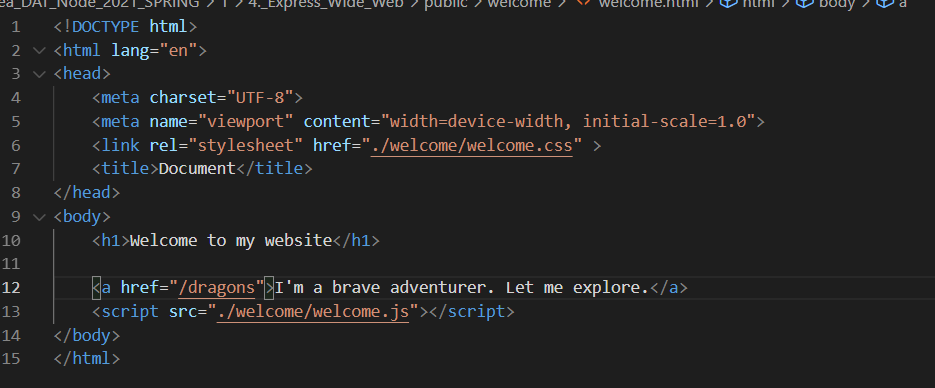 DAT_Node_2021_SPRING > 1 > 4._Express_Wide_Web > public > welcome > <> welcome.html > html > body > a
1 <!DOCTYPE html>
2 <html lang="en">
3 <head>
4 <meta charset="UTF-8">
5 <meta name="viewport" content="width=device-width, initial-scale=1.0">
6 <link rel="stylesheet" href="./welcome/welcome.css" >
7 <title>Document</title>
8 </head>
9 <body>
10 <h1>Welcome to my website</h1>
11
12 <a href="/dragons">I'm a brave adventurer. Let me explore.</a>
13 <script src="./welcome/welcome.js"></script>
14 </body>
15 </html>